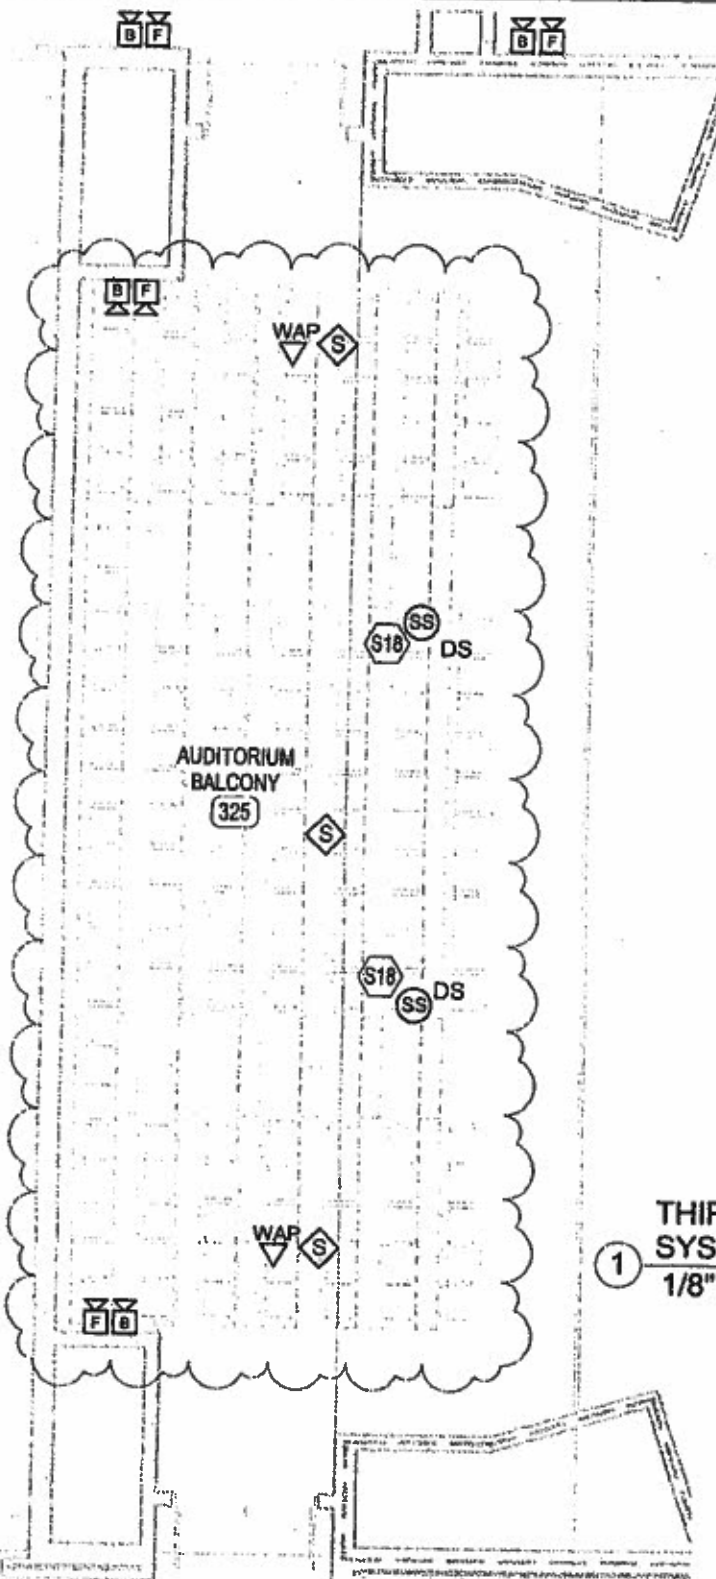 B F
B F
B F
WAP
S
SS
S18
DS
AUDITORIUM
BALCONY
325
S
S18
DS
SS
WAP
S
THIR
SYS
1
1/8"
F B